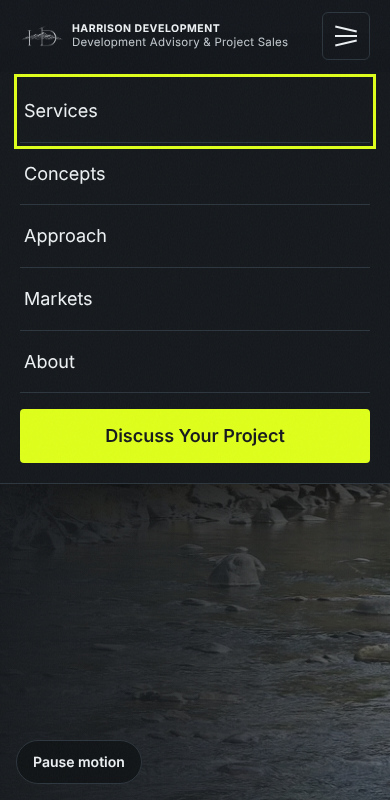 HARRISON DEVELOPMENT
Development Advisory & Project Sales
Services
Concepts
Approach
Markets
About
Discuss Your Project
Pause motion